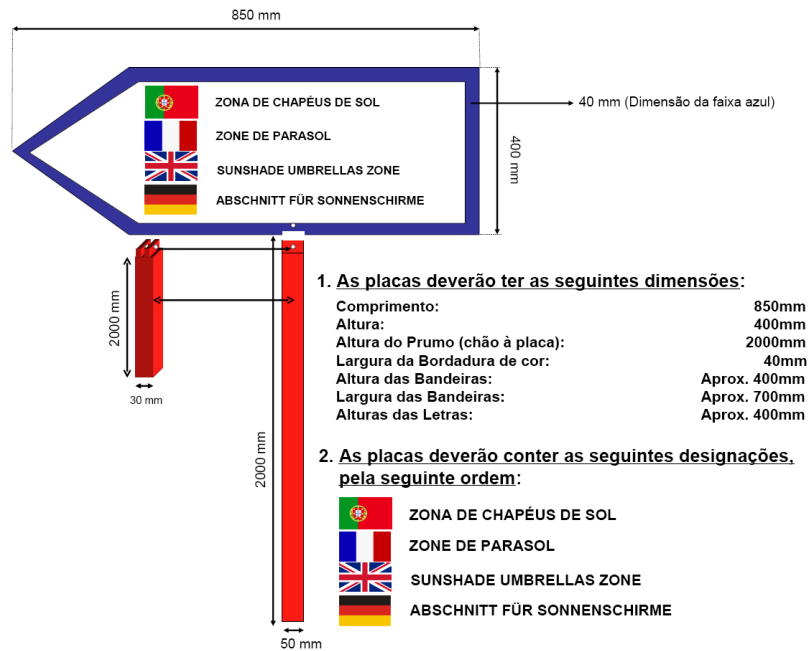 850 mm
ZONA DE CHAPÉUS DE SOL
ZONE DE PARASOL
SUNSHADE UMBRELLAS ZONE
ABSCHNITT FÜR SONNENSCHIRME
40 mm (Dimensão da faixa azul)
400 mm
2000 mm
30 mm
2000 mm
50 mm
1. As placas deverão ter as seguintes dimensões:
Comprimento: 850mm
Altura: 400mm
Altura do Prumo (chão à placa): 2000mm
Largura da Bordadura de cor: 40mm
Altura das Bandeiras: Aprox. 400mm
Largura das Bandeiras: Aprox. 700mm
Alturas das Letras: Aprox. 400mm
2. As placas deverão conter as seguintes designações,
pela seguinte ordem:
ZONA DE CHAPÉUS DE SOL
ZONE DE PARASOL
SUNSHADE UMBRELLAS ZONE
ABSCHNITT FÜR SONNENSCHIRME